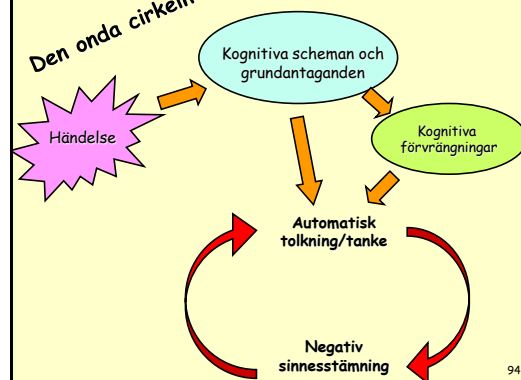 Den onda cirkeln
Kognitiva scheman och
grundantaganden
Händelse
Kognitiva
förvrängningar
Automatisk
tolkning/tanke
Negativ
sinnesstämning
94